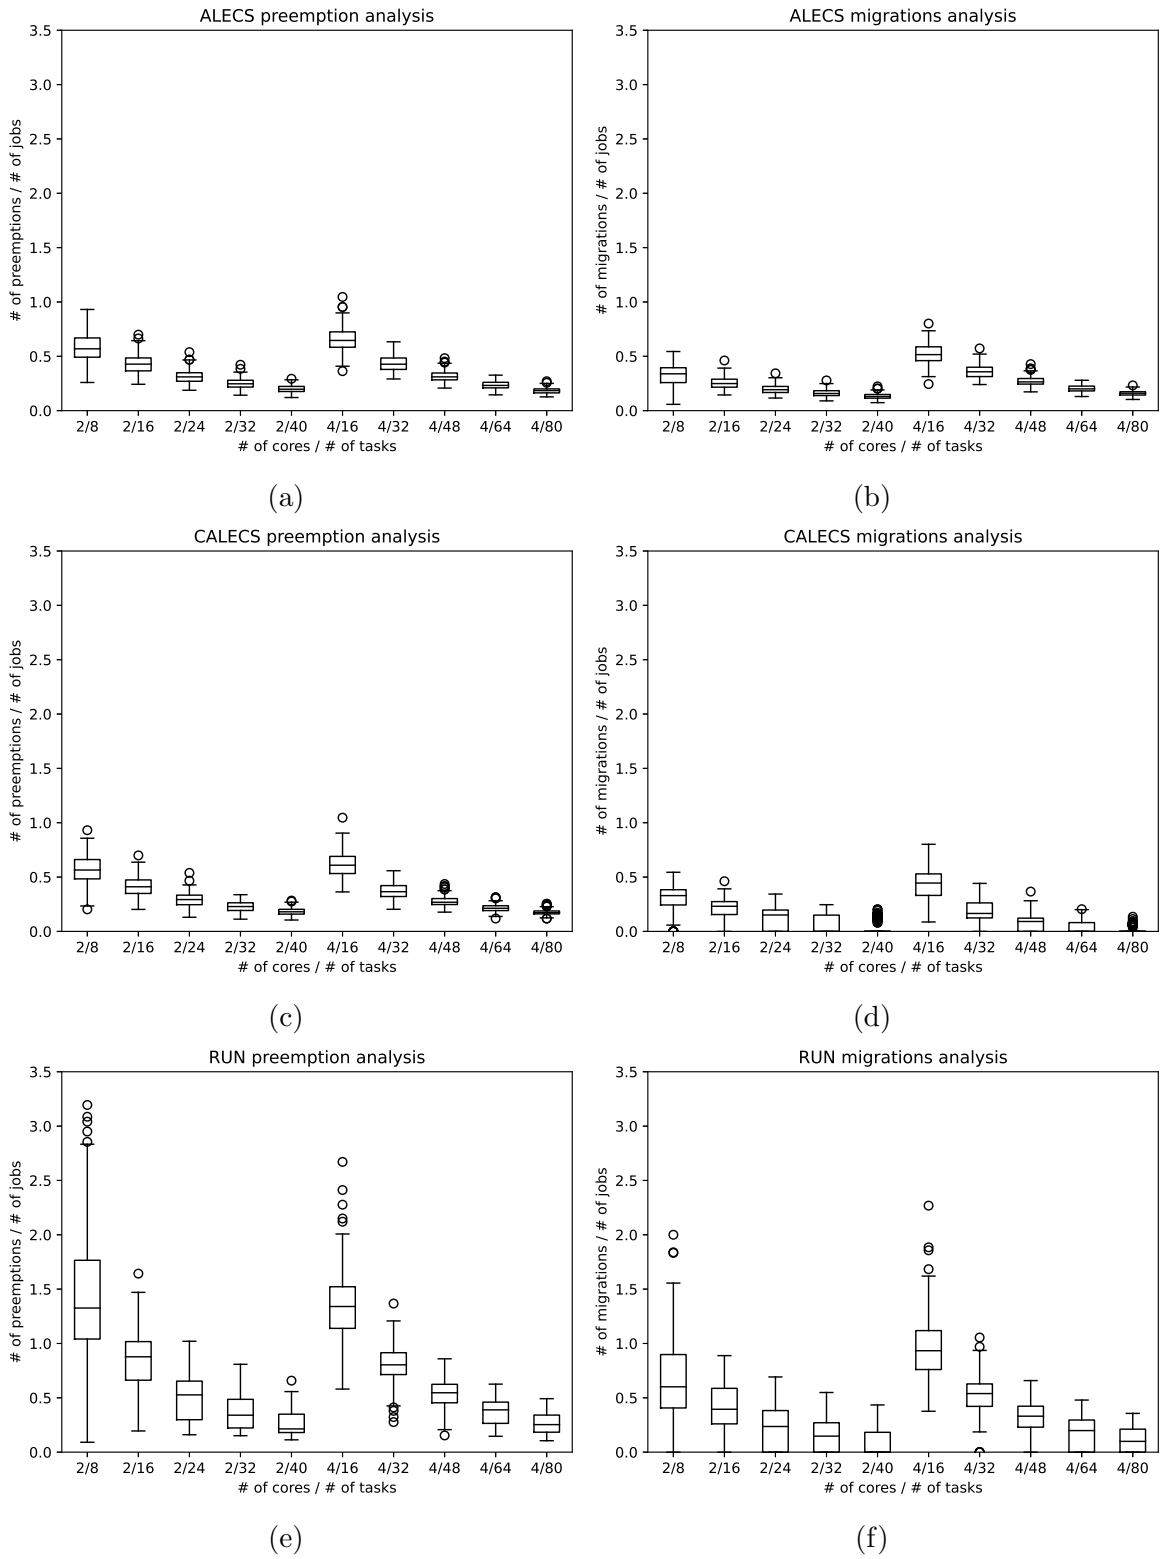 ALECS preemption analysis
3.5
3.0
2.5
2.0
1.5
1.0
0.5
0.0
# of preemptions / # of jobs
2/8 2/16 2/24 2/32 2/40 4/16 4/32 4/48 4/64 4/80
# of cores / # of tasks
(a)
ALECS migrations analysis
3.5
3.0
2.5
2.0
1.5
1.0
0.5
0.0
# of migrations / # of jobs
2/8 2/16 2/24 2/32 2/40 4/16 4/32 4/48 4/64 4/80
# of cores / # of tasks
(b)
CALECS preemption analysis
3.5
3.0
2.5
2.0
1.5
1.0
0.5
0.0
# of preemptions / # of jobs
2/8 2/16 2/24 2/32 2/40 4/16 4/32 4/48 4/64 4/80
# of cores / # of tasks
(c)
CALECS migrations analysis
3.5
3.0
2.5
2.0
1.5
1.0
0.5
0.0
# of migrations / # of jobs
2/8 2/16 2/24 2/32 2/40 4/16 4/32 4/48 4/64 4/80
# of cores / # of tasks
(d)
RUN preemption analysis
3.5
3.0
2.5
2.0
1.5
1.0
0.5
0.0
# of preemptions / # of jobs
2/8 2/16 2/24 2/32 2/40 4/16 4/32 4/48 4/64 4/80
# of cores / # of tasks
(e)
RUN migrations analysis
3.5
3.0
2.5
2.0
1.5
1.0
0.5
0.0
# of migrations / # of jobs
2/8 2/16 2/24 2/32 2/40 4/16 4/32 4/48 4/64 4/80
# of cores / # of tasks
(f)